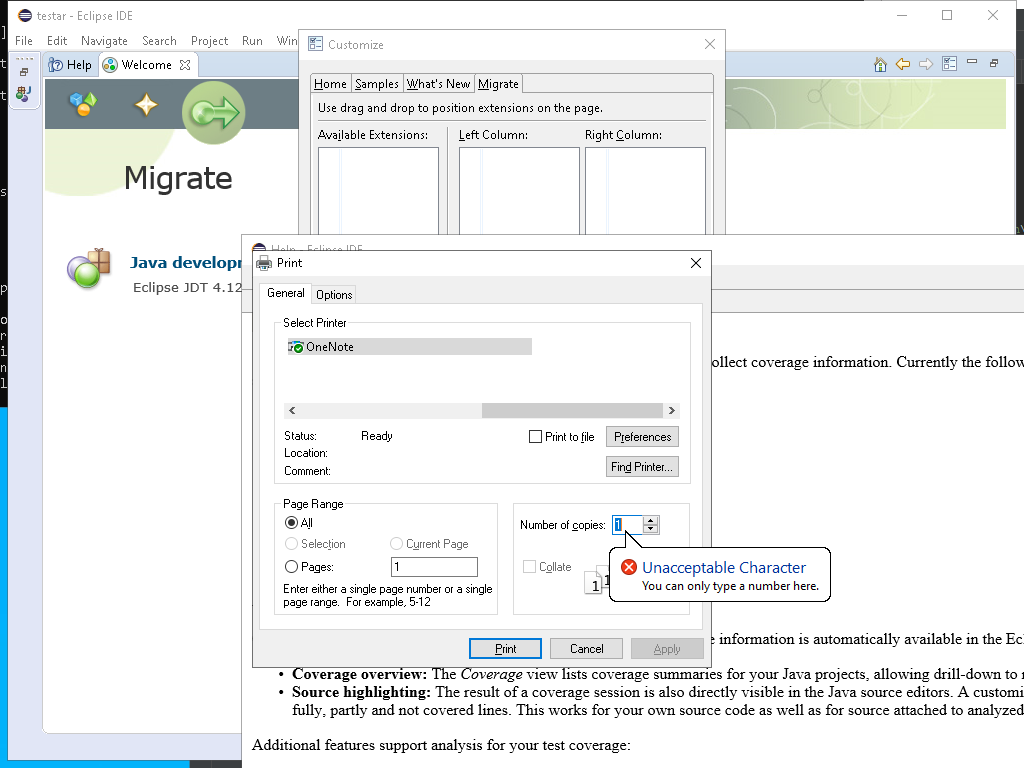 testar - Eclipse IDE
File Edit Navigate Search Project Run Win
Help Welcome
Customize
Home Samples What's New Migrate
Use drag and drop to position extensions on the page.
Available Extensions: Left Column: Right Column:
Migrate
Java develop
Eclipse JDT 4.12
Help - Eclipse IDE
Print
General Options
Select Printer
OneNote
ollect coverage information. Currently the follow
Status: Ready
Print to file
Preferences
Location:
Comment:
Find Printer...
Page Range
All
Selection Current Page
Pages: 1
Enter either a single page number or a single
page range. For example, 5-12
Number of copies: 1
Collate
1 1
Unacceptable Character
You can only type a number here.
Print Cancel Apply
e information is automatically available in the Ecl
• Coverage overview: The Coverage view lists coverage summaries for your Java projects, allowing drill-down to
• Source highlighting: The result of a coverage session is also directly visible in the Java source editors. A customi
fully, partly and not covered lines. This works for your own source code as well as for source attached to analyzed
Additional features support analysis for your test coverage: